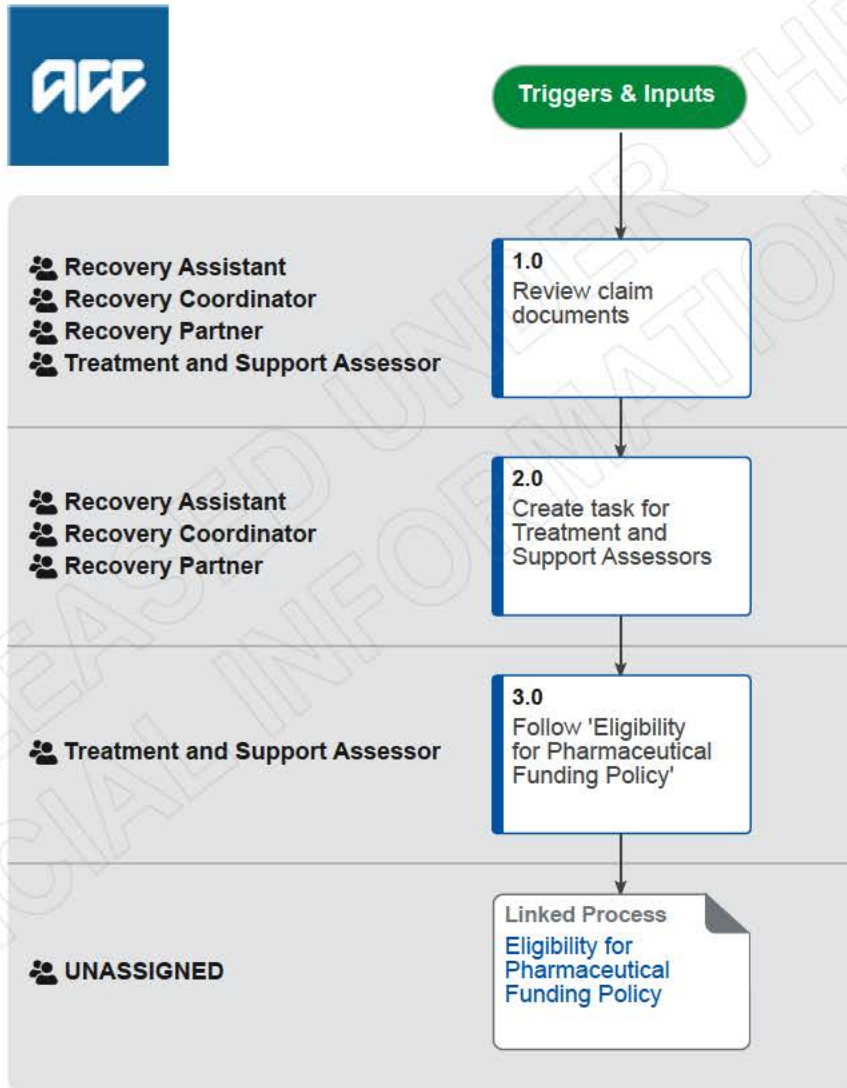 ACC
Triggers & Inputs
Recovery Assistant
Recovery Coordinator
Recovery Partner
Treatment and Support Assessor
1.0
Review claim
documents
Recovery Assistant
Recovery Coordinator
Recovery Partner
2.0
Create task for
Treatment and
Support Assessors
Treatment and Support Assessor
3.0
Follow 'Eligibility
for Pharmaceutical
Funding Policy'
UNASSIGNED
Linked Process
Eligibility for
Pharmaceutical
Funding Policy